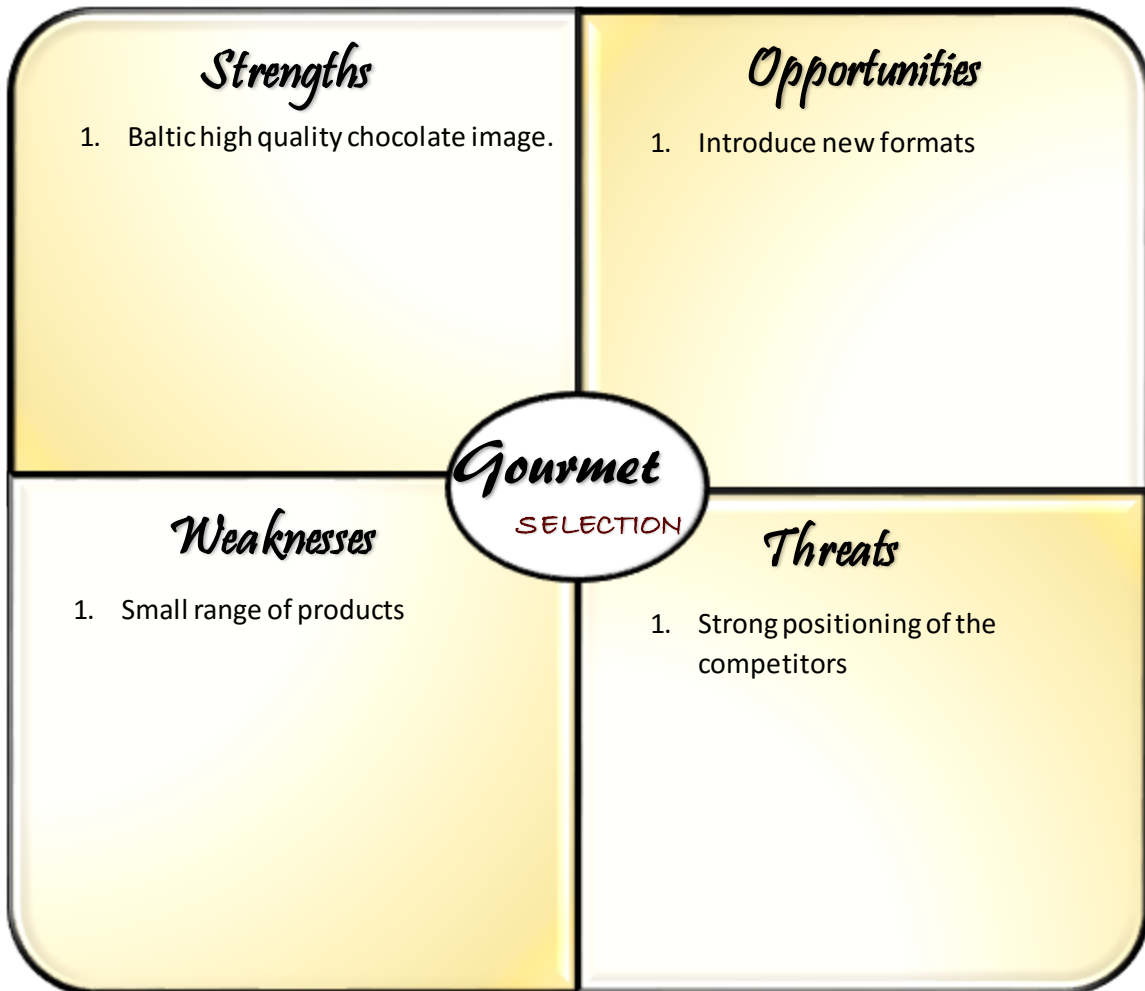 Strengths
1. Baltic high quality chocolate image.
Opportunities
1. Introduce new formats
Gourmet
SELECTION
Weaknesses
1. Small range of products
Threats
1. Strong positioning of the
competitors